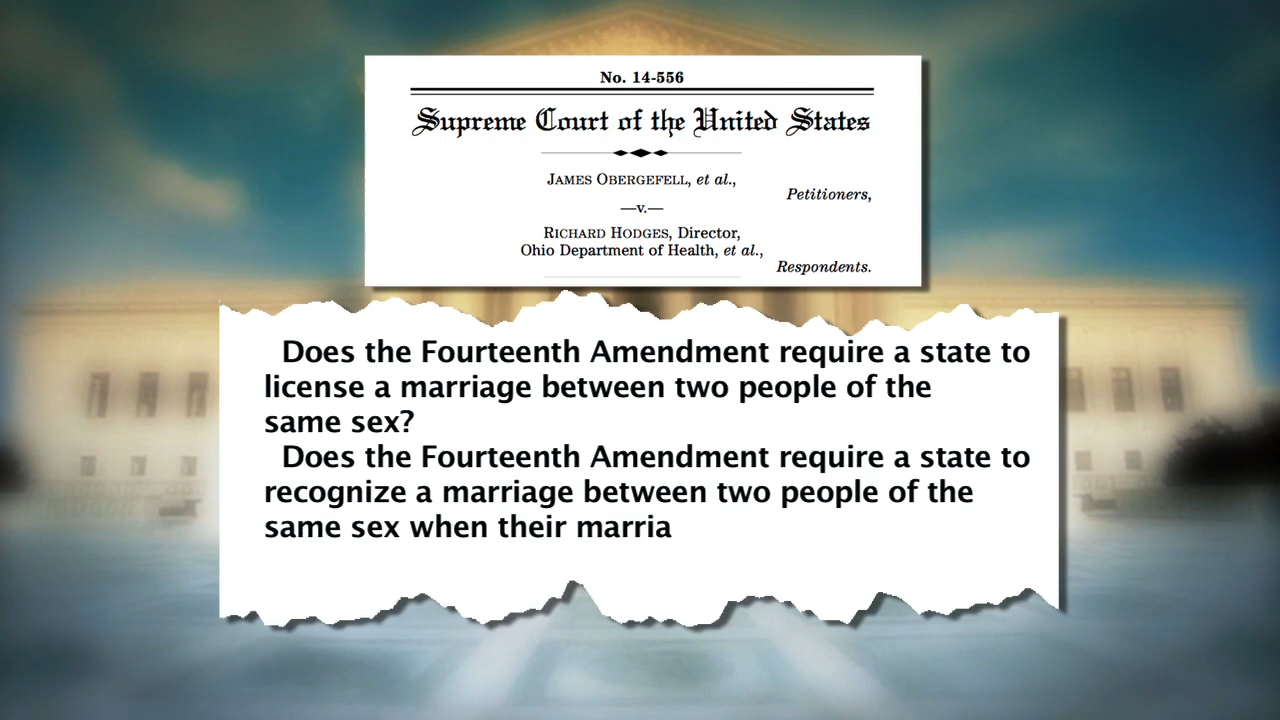 No. 14-556
Supreme Court of the United States
JAMES OBERGEFELL, et al.,
Petitioners,
—v.—
RICHARD HODGES, Director,
Ohio Department of Health, et al.,
Respondents.
Does the Fourteenth Amendment require a state to
license a marriage between two people of the
same sex?
Does the Fourteenth Amendment require a state to
recognize a marriage between two people of the
same sex when their marria